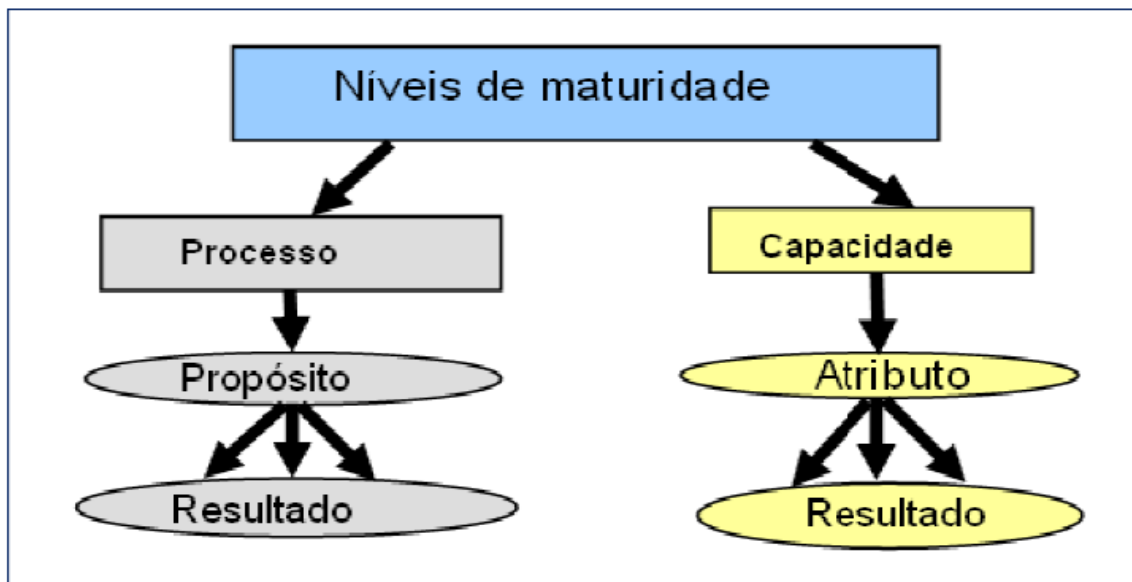 Níveis de maturidade
Processo
Capacidade
Propósito
Atributo
Resultado
Resultado